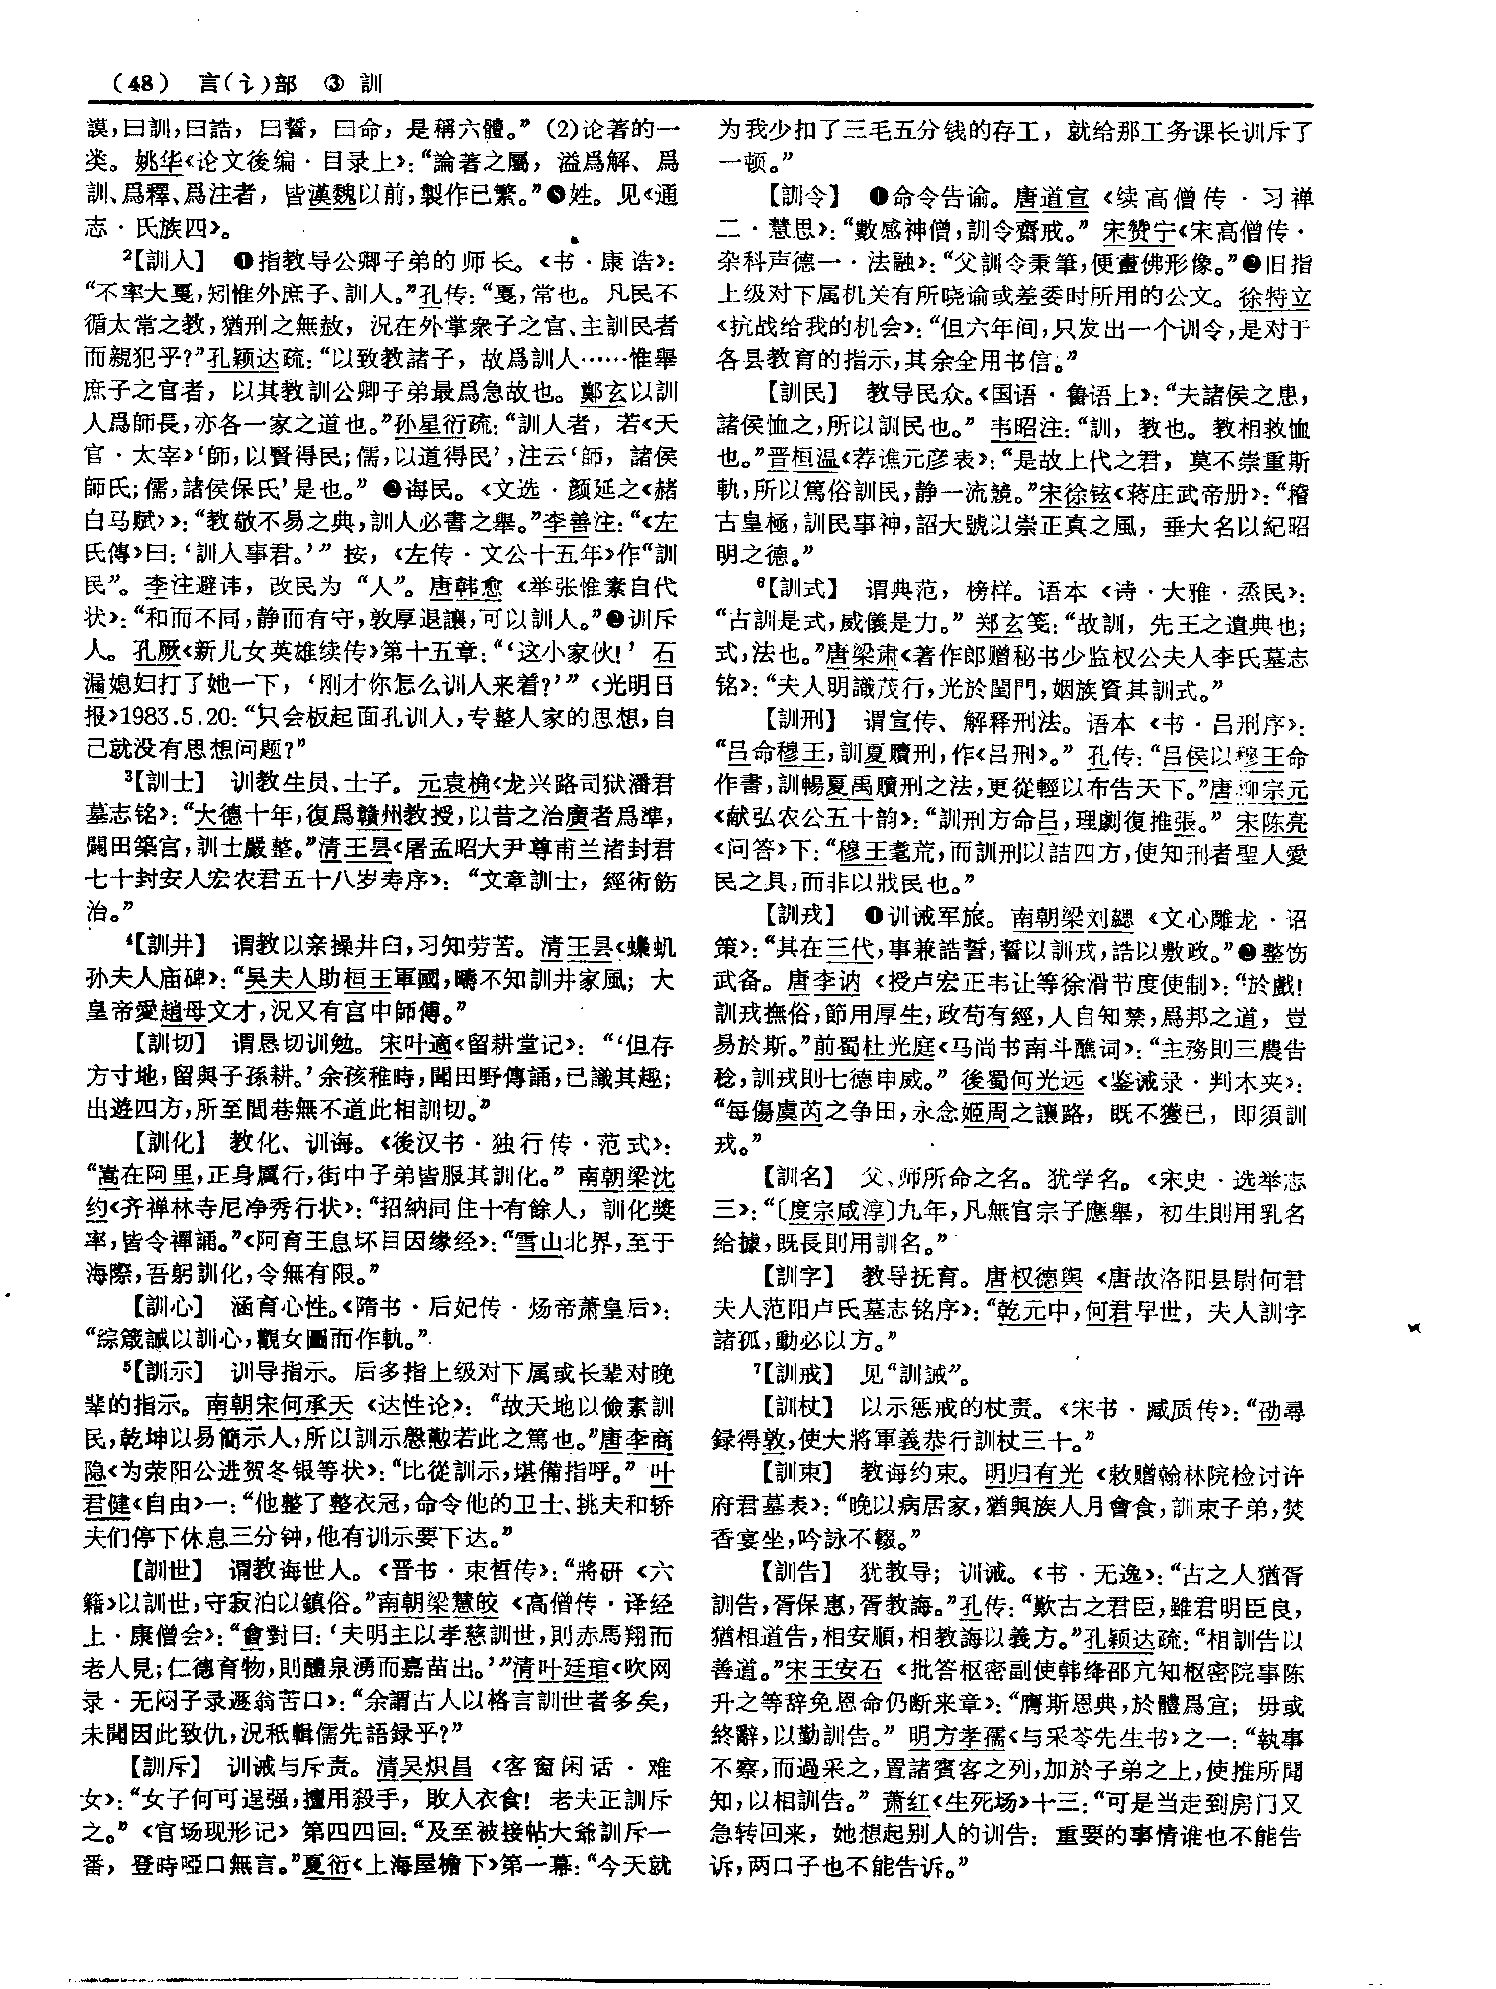 (48) 言(讠)部 ③ 訓
謨,曰訓,曰誥,曰誓,曰命,是稱六體。”(2)论著的一
类。姚华《论文後编·目录上》:“論著之屬,溢爲解、爲
訓、爲釋、爲注者,皆漢魏以前,製作已繁。”❺姓。见《通
志·氏族四》。
²【訓人】 ❶指教导公卿子弟的师长。《书·康诰》:
“不率大戛,矧惟外庶子、訓人。”孔传:“戛,常也。凡民不
循太常之教,猶刑之無赦,況在外掌衆子之官、主訓民者
而親犯乎?”孔颖达疏:“以致教諸子,故爲訓人……惟舉
庶子之官者,以其教訓公卿子弟最爲急故也。鄭玄以訓
人爲師長,亦各一家之道也。”孙星衍疏:“訓人者,若《天
官·太宰》‘師,以賢得民;儒,以道得民’,注云‘師,諸侯
師氏;儒,諸侯保氏’是也。” ❷诲民。《文选·颜延之〈赭
白马赋〉》:“教敬不易之典,訓人必書之舉。”李善注:“《左
氏傳》曰:‘訓人事君。’”按,《左传·文公十五年》作“訓
民”。李注避讳,改民为“人”。唐韩愈《举张惟素自代
状》:“和而不同,静而有守,敦厚退讓,可以訓人。”❸训斥
人。孔厥《新儿女英雄续传》第十五章:“‘这小家伙!’石
漏媳妇打了她一下,‘刚才你怎么训人来着?’”《光明日
报》1983.5.20:“只会板起面孔训人,专整人家的思想,自
己就没有思想问题?”
³【訓士】 训教生员、士子。元袁桷《龙兴路司狱潘君
墓志铭》:“大德十年,復爲贛州教授,以昔之治廣者爲準,
闢田築宫,訓士嚴整。”清王昙《屠孟昭大尹尊甫兰渚封君
七十封安人宏农君五十八岁寿序》:“文章訓士,經術飭
治。”
⁴【訓井】 谓教以亲操井臼,习知劳苦。清王昙《蟂矶
孙夫人庙碑》:“吴夫人助桓王軍國,疇不知訓井家風;大
皇帝愛趙母文才,況又有宫中師傅。”
【訓切】 谓恳切训勉。宋叶適《留耕堂记》:“‘但存
方寸地,留與子孫耕。’余孩稚時,聞田野傳誦,已識其趣;
出遊四方,所至閭巷無不道此相訓切。”
【訓化】 教化、训诲。《後汉书·独行传·范式》:
“嵩在阿里,正身厲行,街中子弟皆服其訓化。”南朝梁沈
约《齐禅林寺尼净秀行状》:“招納同住十有餘人,訓化獎
率,皆令禪誦。”《阿育王息坏目因缘经》:“雪山北界,至于
海際,吾躬訓化,令無有限。”
【訓心】 涵育心性。《隋书·后妃传·炀帝萧皇后》:
“综箴誡以訓心,觀女圖而作軌。”
⁵【訓示】 训导指示。后多指上级对下属或长辈对晚
辈的指示。南朝宋何承天《达性论》:“故天地以儉素訓
民,乾坤以易簡示人,所以訓示慇懃若此之篤也。”唐李商
隐《为荥阳公进贺冬银等状》:“比從訓示,堪備指呼。”叶
君健《自由》一:“他整了整衣冠,命令他的卫士、挑夫和轿
夫们停下休息三分钟,他有训示要下达。”
【訓世】 谓教诲世人。《晋书·束晳传》:“將研《六
籍》以訓世,守寂泊以鎮俗。”南朝梁慧皎《高僧传·译经
上·康僧会》:“會對曰:‘夫明主以孝慈訓世,則赤烏翔而
老人見;仁德育物,則醴泉湧而嘉苗出。’”清叶廷琯《吹网
录·无闷子录逐翁苦口》:“余謂古人以格言訓世者多矣,
未聞因此致仇,況秖輯儒先語録乎?”
【訓斥】 训诫与斥责。清吴炽昌《客窗闲话·难
女》:“女子何可逞强,擅用殺手,敗人衣食!老夫正訓斥
之。”《官场现形记》第四四回:“及至被接帖大爺訓斥一
番,登時啞口無言。”夏衍《上海屋檐下》第一幕:“今天就
为我少扣了三毛五分钱的存工,就给那工务课长训斥了
一顿。”
【訓令】 ❶命令告谕。唐道宣《续高僧传·习禅
二·慧思》:“數感神僧,訓令齋戒。”宋赞宁《宋高僧传·
杂科声德一·法融》:“父訓令秉筆,便畫佛形像。”❷旧指
上级对下属机关有所晓谕或差委时所用的公文。徐特立
《抗战给我的机会》:“但六年间,只发出一个训令,是对于
各县教育的指示,其余全用书信。”
【訓民】 教导民众。《国语·鲁语上》:“夫諸侯之患,
諸侯恤之,所以訓民也。”韦昭注:“訓,教也。教相救恤
也。”晋桓温《荐谯元彦表》:“是故上代之君,莫不崇重斯
軌,所以篤俗訓民,静一流競。”宋徐铉《蒋庄武帝册》:“稽
古皇極,訓民事神,詔大號以崇正真之風,垂大名以紀昭
明之德。”
⁶【訓式】 谓典范,榜样。语本《诗·大雅·烝民》:
“古訓是式,威儀是力。”郑玄笺:“故訓,先王之遺典也;
式,法也。”唐梁肃《著作郎赠秘书少监权公夫人李氏墓志
铭》:“夫人明識茂行,光於閨門,姻族資其訓式。”
【訓刑】 谓宣传、解释刑法。语本《书·吕刑序》:
“吕命穆王,訓夏贖刑,作《吕刑》。”孔传:“吕侯以穆王命
作書,訓暢夏禹贖刑之法,更從輕以布告天下。”唐柳宗元
《献弘农公五十韵》:“訓刑方命吕,理劇復推張。”宋陈亮
《问答》下:“穆王耄荒,而訓刑以詰四方,使知刑者聖人愛
民之具,而非以戕民也。”
【訓戎】 ❶训诫军旅。南朝梁刘勰《文心雕龙·诏
策》:“其在三代,事兼誥誓,誓以訓戎,誥以敷政。”❷整饬
武备。唐李讷《授卢宏正韦让等徐滑节度使制》:“於戲!
訓戎撫俗,節用厚生,政苟有經,人自知禁,爲邦之道,豈
易於斯。”前蜀杜光庭《马尚书南斗醮词》:“主務則三農告
稔,訓戎則七德申威。”後蜀何光远《鉴诫录·判木夹》:
“每傷虞芮之争田,永念姬周之讓路,既不獲已,即須訓
戎。”
【訓名】 父、师所命之名。犹学名。《宋史·选举志
三》:“〔度宗咸淳〕九年,凡無官宗子應舉,初生則用乳名
給據,既長則用訓名。”
【訓字】 教导抚育。唐权德舆《唐故洛阳县尉何君
夫人范阳卢氏墓志铭序》:“乾元中,何君早世,夫人訓字
諸孤,動必以方。”
⁷【訓戒】 见“訓誡”。
【訓杖】 以示惩戒的杖责。《宋书·臧质传》:“劭尋
録得敦,使大將軍義恭行訓杖三十。”
【訓束】 教诲约束。明归有光《敕赠翰林院检讨许
府君墓表》:“晚以病居家,猶與族人月會食,訓束子弟,焚
香宴坐,吟詠不輟。”
【訓告】 犹教导;训诫。《书·无逸》:“古之人猶胥
訓告,胥保惠,胥教誨。”孔传:“歎古之君臣,雖君明臣良,
猶相道告,相安順,相教誨以義方。”孔颖达疏:“相訓告以
善道。”宋王安石《批答枢密副使韩绛邵亢知枢密院事陈
升之等辞免恩命仍断来章》:“膺斯恩典,於體爲宜;毋或
終辭,以勤訓告。”明方孝孺《与采苓先生书》之一:“執事
不察,而過采之,置諸賓客之列,加於子弟之上,使推所聞
知,以相訓告。”萧红《生死场》十三:“可是当走到房门又
急转回来,她想起别人的训告:重要的事情谁也不能告
诉,两口子也不能告诉。”